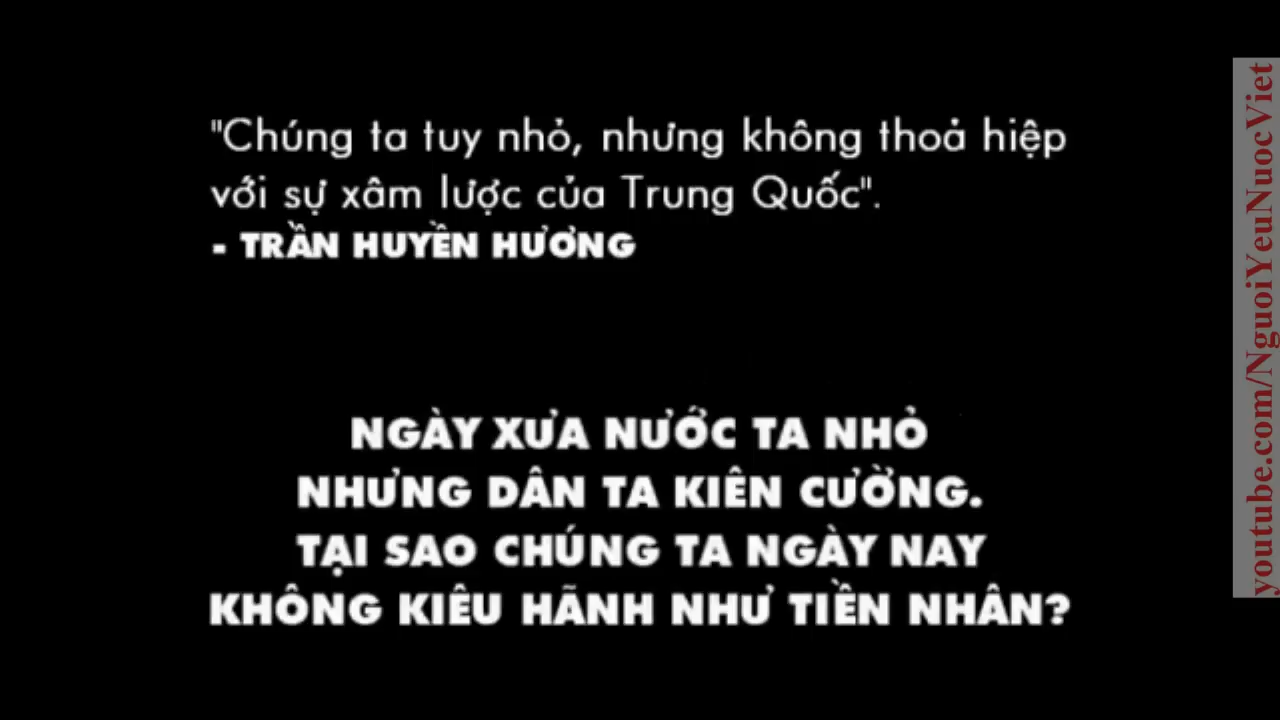 "Chúng ta tuy nhỏ, nhưng không thoả hiệp
với sự xâm lược của Trung Quốc".
- TRẦN HUYỀN HƯƠNG
NGÀY XƯA NƯỚC TA NHỎ
NHƯNG DÂN TA KIÊN CƯỜNG.
TẠI SAO CHÚNG TA NGÀY NAY
KHÔNG KIÊU HÃNH NHƯ TIỀN NHÂN?
youtube.com/NguoiYeuNuocViet